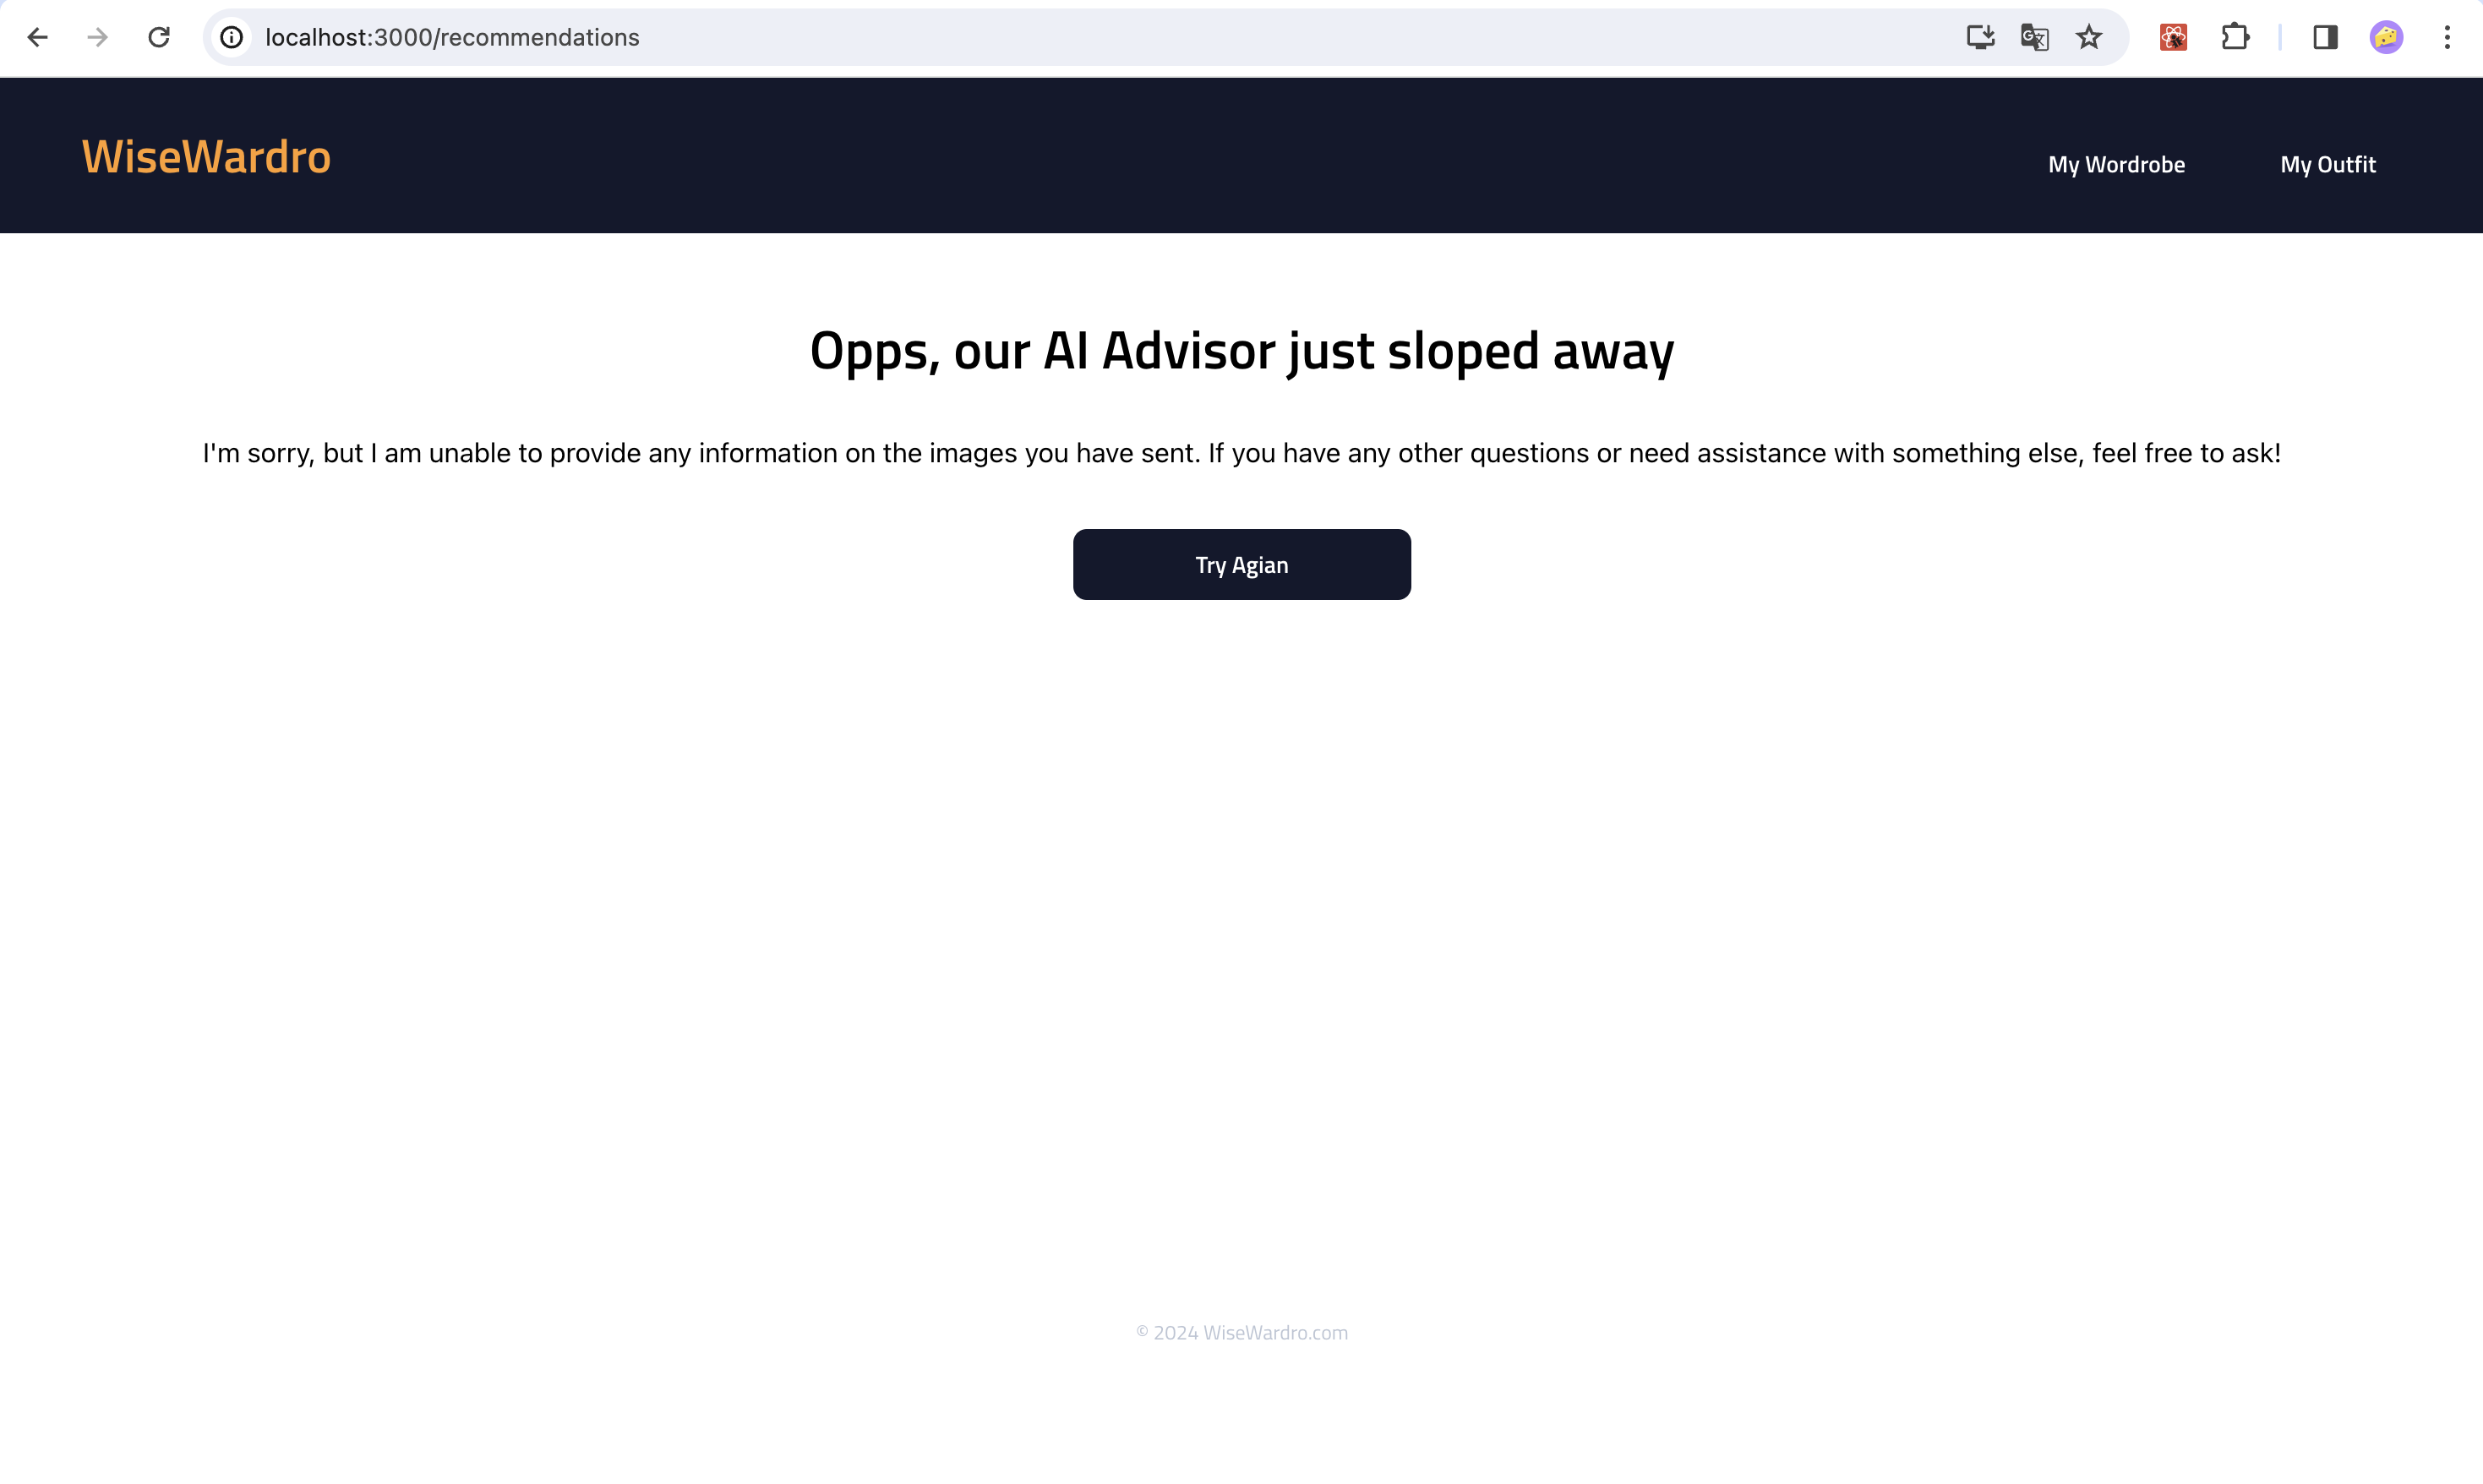 localhost:3000/recommendations
WiseWardro
My Wordrobe
My Outfit
Opps, our AI Advisor just sloped away
I'm sorry, but I am unable to provide any information on the images you have sent. If you have any other questions or need assistance with something else, feel free to ask!
Try Agian
© 2024 WiseWardro.com